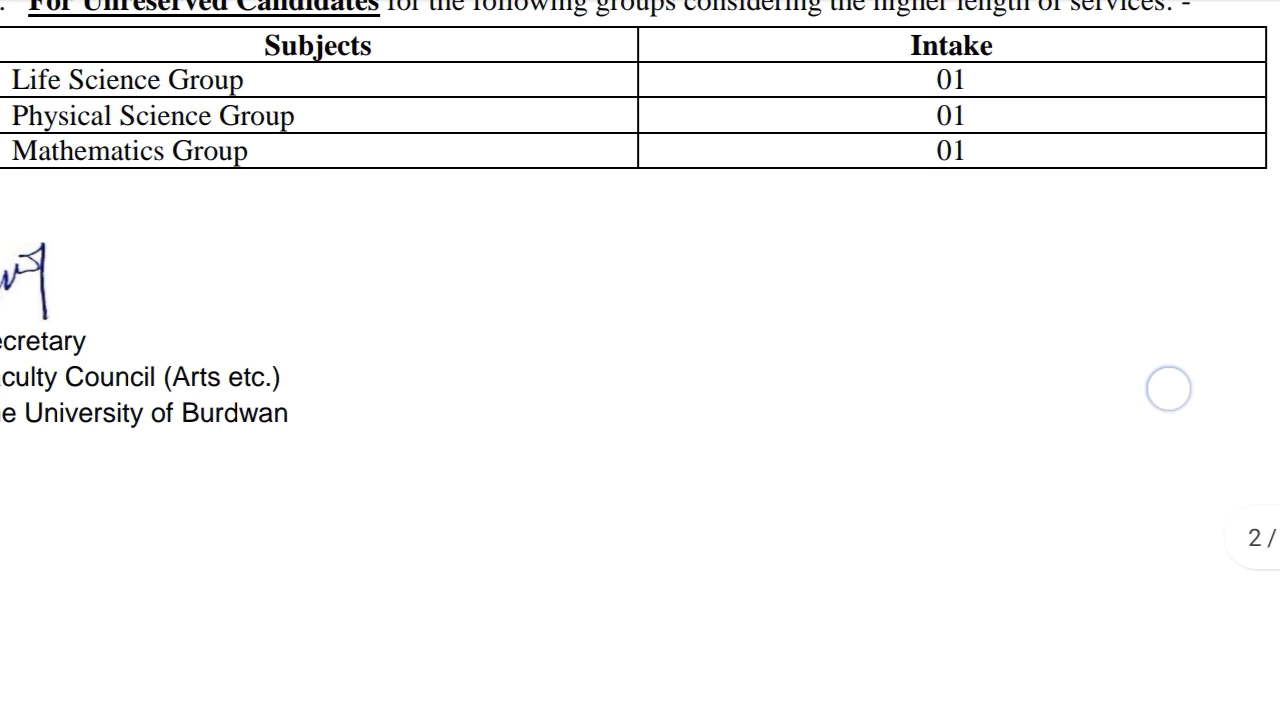 . For Unreserved Candidates for the following groups considering the higher length of services: -
Subjects Intake
Life Science Group 01
Physical Science Group 01
Mathematics Group 01
ecretary
culty Council (Arts etc.)
e University of Burdwan
2 /